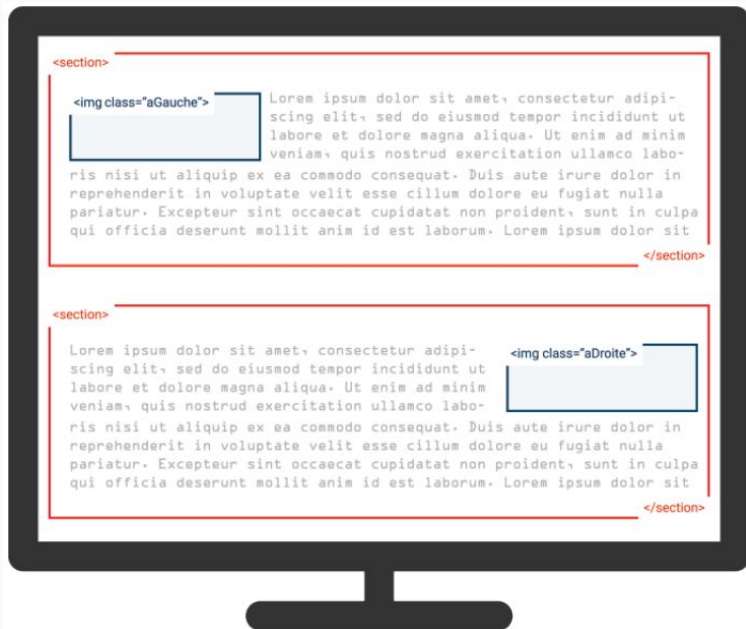 <section>
<img class="aGauche">
Lorem ipsum dolor sit amet, consectetur adipi-
scing elit, sed do eiusmod tempor incididunt ut
labore et dolore magna aliqua. Ut enim ad minim
veniam, quis nostrud exercitation ullamco labo-
ris nisi ut aliquip ex ea commodo consequat. Duis aute irure dolor in
reprehenderit in voluptate velit esse cillum dolore eu fugiat nulla
pariatur. Excepteur sint occaecat cupidatat non proident, sunt in culpa
qui officia deserunt mollit anim id est laborum. Lorem ipsum dolor sit
</section>
<section>
Lorem ipsum dolor sit amet, consectetur adipi-
scing elit, sed do eiusmod tempor incididunt ut
labore et dolore magna aliqua. Ut enim ad minim
veniam, quis nostrud exercitation ullamco labo-
<img class="aDroite">
ris nisi ut aliquip ex ea commodo consequat. Duis aute irure dolor in
reprehenderit in voluptate velit esse cillum dolore eu fugiat nulla
pariatur. Excepteur sint occaecat cupidatat non proident, sunt in culpa
qui officia deserunt mollit anim id est laborum. Lorem ipsum dolor sit
</section>